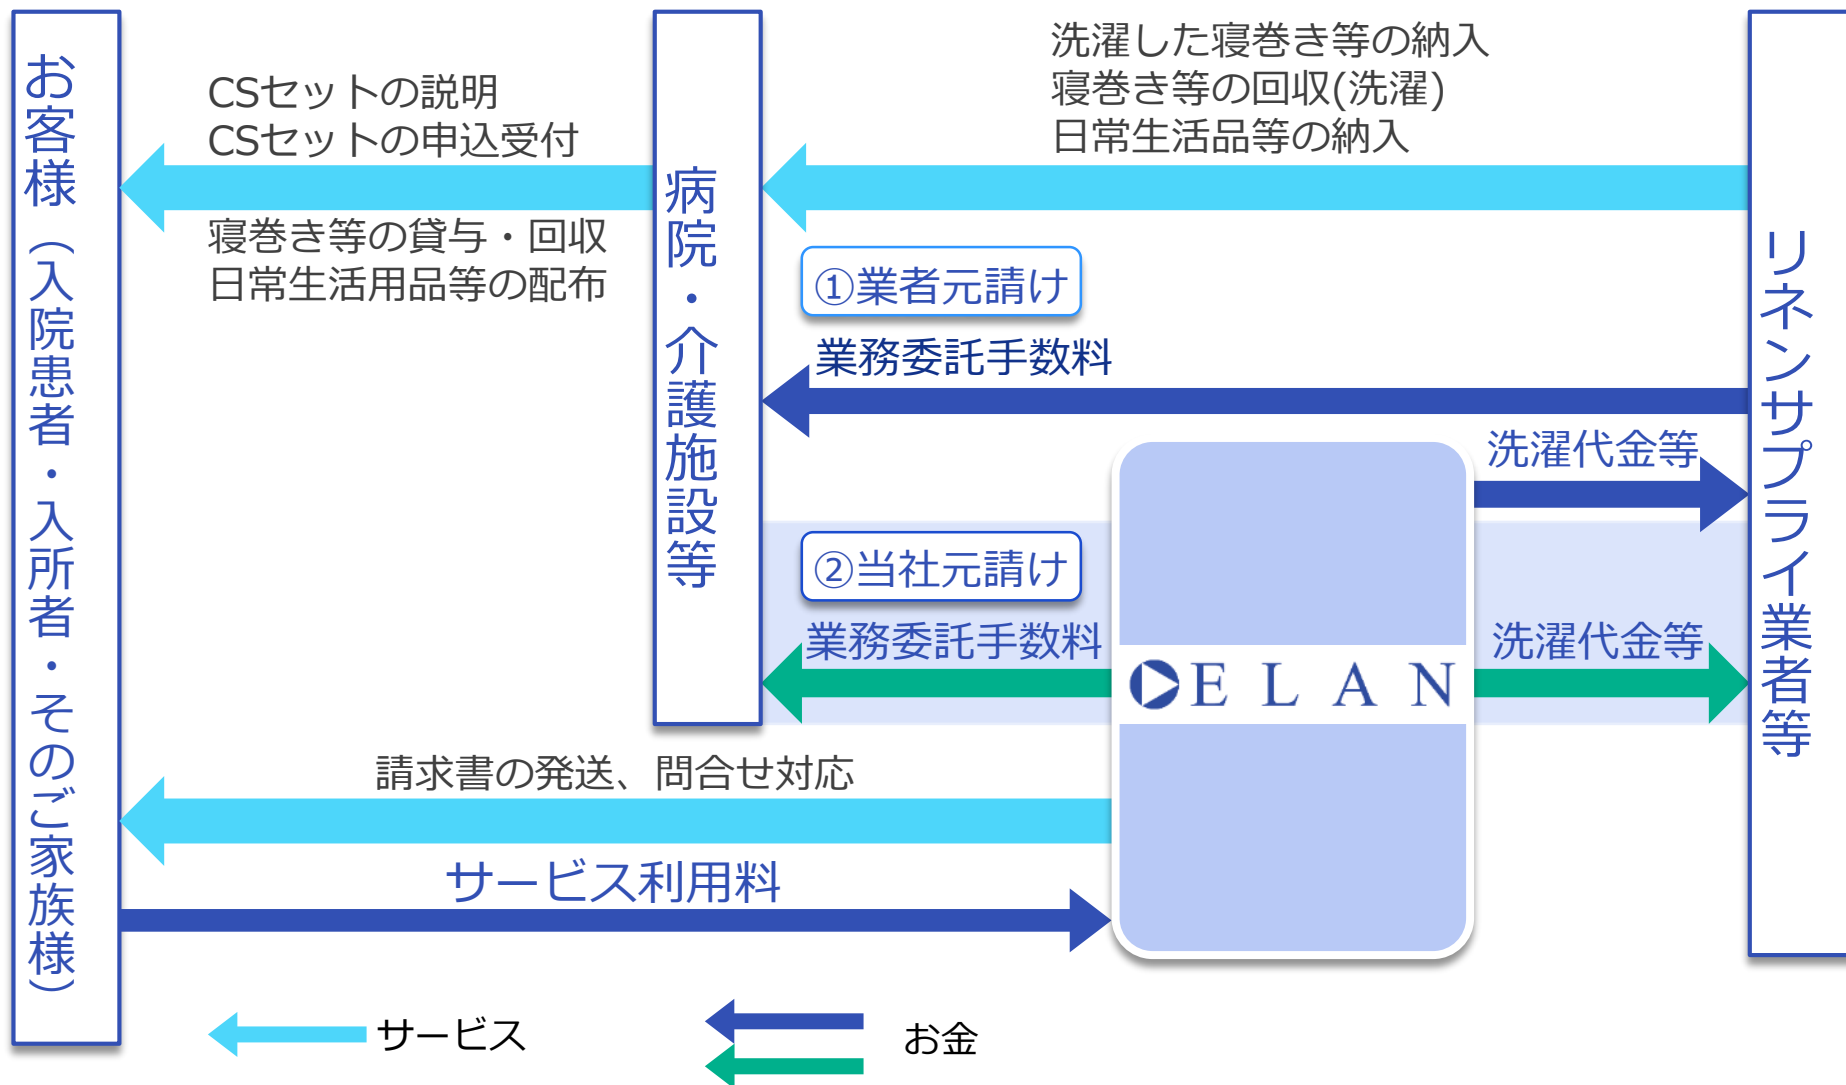 お客様（入院患者・入所者・そのご家族様）
CSセットの説明
CSセットの申込受付
寝巻き等の貸与・回収
日常生活用品等の配布
病院・介護施設等
洗濯した寝巻き等の納入
寝巻き等の回収(洗濯)
日常生活品等の納入
リネンサプライ業者等
①業者元請け
業務委託手数料
洗濯代金等
②当社元請け
業務委託手数料
洗濯代金等
ELAN
請求書の発送、問合せ対応
サービス利用料
サービス
お金